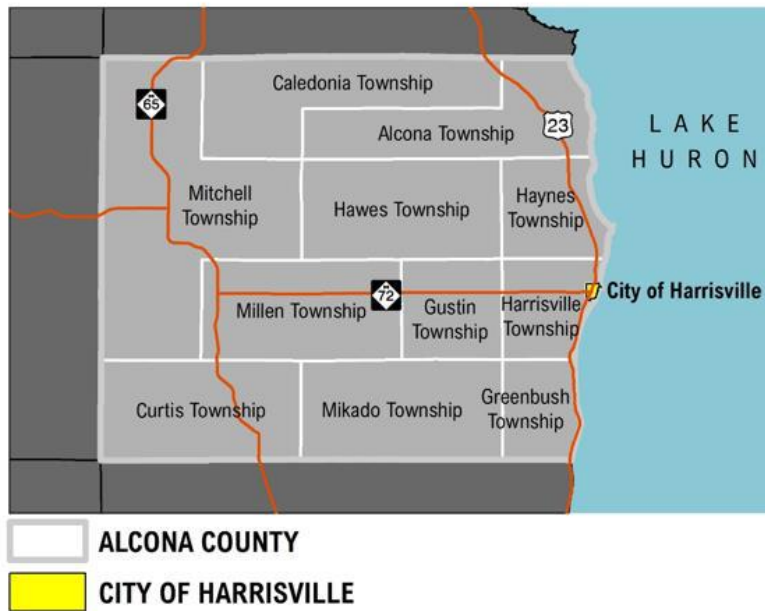 Caledonia Township
M
65
Alcona Township
23
LAKE
HURON
Mitchell
Township
Hawes Township
Haynes
Township
M
72
Millen Township
Gustin
Township
Harrisville
Township
City of Harrisville
Curtis Township
Mikado Township
Greenbush
Township
ALCONA COUNTY
CITY OF HARRISVILLE